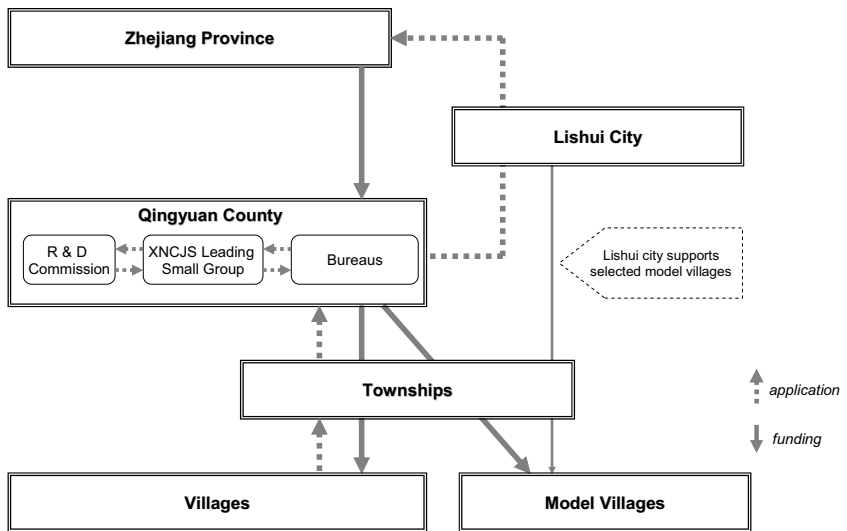 Zhejiang Province
Lishui City
Qingyuan County
R & D
Commission
XNCJS Leading
Small Group
Bureaus
Lishui city supports
selected model villages
Townships
application
funding
Villages
Model Villages